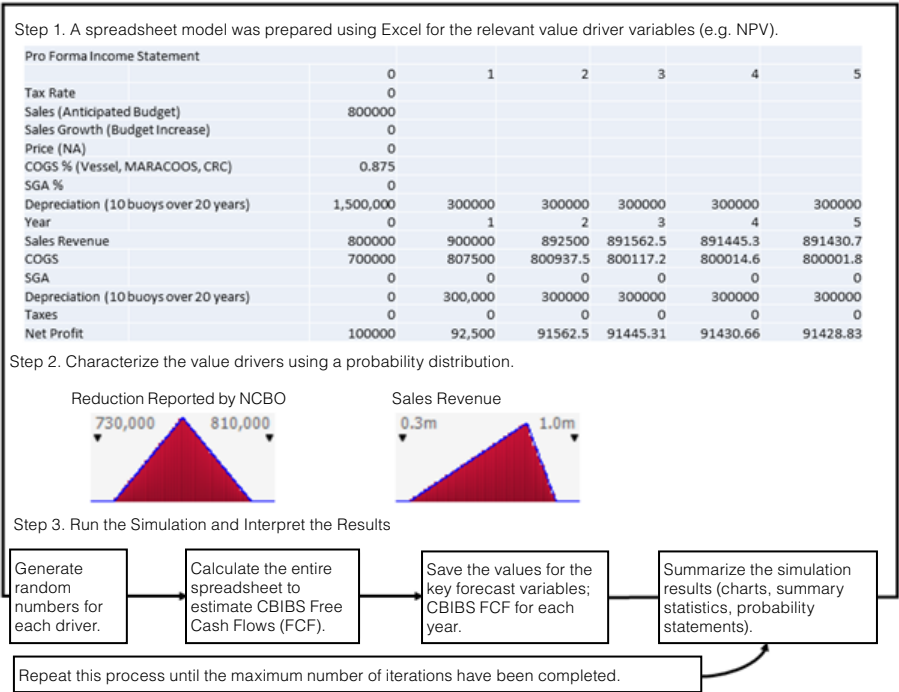 Step 1. A spreadsheet model was prepared using Excel for the relevant value driver variables (e.g. NPV).
Pro Forma Income Statement
0 1 2 3 4 5
Tax Rate 0
Sales (Anticipated Budget) 800000
Sales Growth (Budget Increase) 0
Price (NA) 0
COGS % (Vessel, MARACOOS, CRC) 0.875
SGA % 0
Depreciation (10 buoys over 20 years) 1,500,000 300000 300000 300000 300000 300000
Year 0 1 2 3 4 5
Sales Revenue 800000 900000 892500 891562.5 891445.3 891430.7
COGS 700000 807500 800937.5 800117.2 800014.6 800001.8
SGA 0 0 0 0 0 0
Depreciation (10 buoys over 20 years) 0 300,000 300000 300000 300000 300000
Taxes 0 0 0 0 0 0
Net Profit 100000 92,500 91562.5 91445.31 91430.66 91428.83
Step 2. Characterize the value drivers using a probability distribution.
Reduction Reported by NCBO Sales Revenue
730,000 810,000 0.3m 1.0m
Step 3. Run the Simulation and Interpret the Results
Generate
random
numbers for
each driver.
Calculate the entire
spreadsheet to
estimate CBIBS Free
Cash Flows (FCF).
Save the values for the
key forecast variables;
CBIBS FCF for each
year.
Summarize the simulation
results (charts, summary
statistics, probability
statements).
Repeat this process until the maximum number of iterations have been completed.